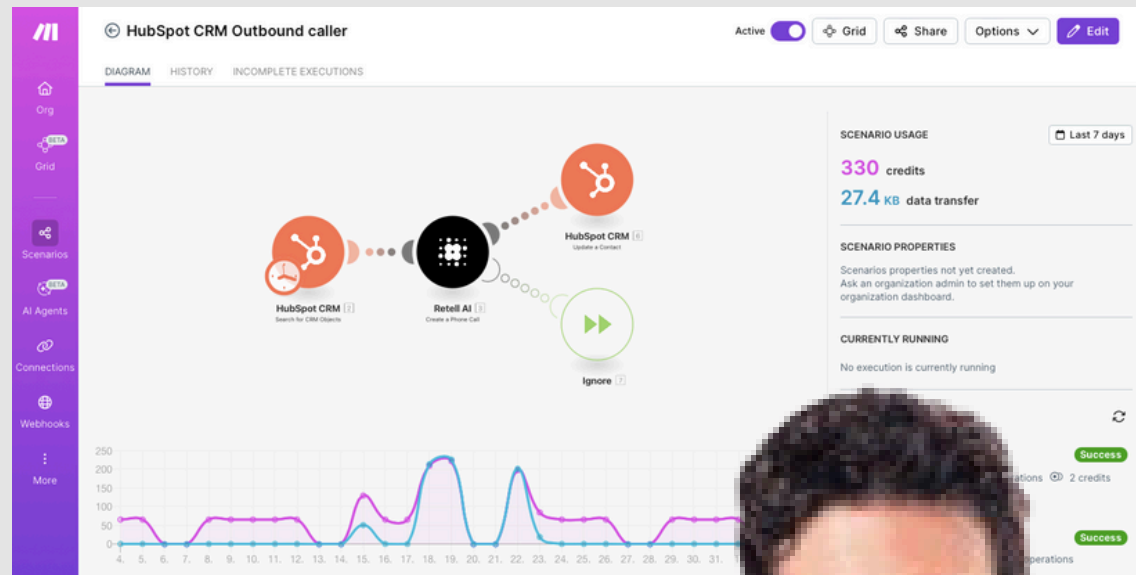 HubSpot CRM Outbound caller
Active
Grid
Share
Options
Edit
DIAGRAM
HISTORY
INCOMPLETE EXECUTIONS
Org
BETA
Grid
Scenarios
BETA
AI Agents
Connections
Webhooks
More
HubSpot CRM
Search for CRM Objects
Retell AI
Create a Phone Call
HubSpot CRM 6
Update a Contact
Ignore 7
SCENARIO USAGE
Last 7 days
330 credits
27.4 KB data transfer
SCENARIO PROPERTIES
Scenarios properties not yet created.
Ask an organization admin to set them up on your
organization dashboard.
CURRENTLY RUNNING
No execution is currently running
Success
2 credits
Success
operations
250
200
150
100
50
0
4. 5. 6. 7. 8. 9. 10. 11. 12. 13. 14. 15. 16. 17. 18. 19. 20. 21. 22. 23. 24. 25. 26. 27. 28. 29. 30. 31.